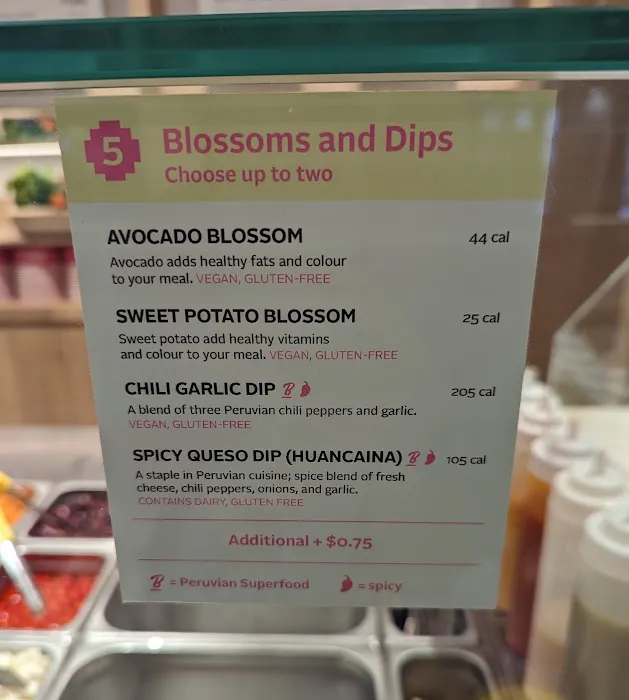 5
Blossoms and Dips
Choose up to two
AVOCADO BLOSSOM 44 cal
Avocado adds healthy fats and colour
to your meal. VEGAN, GLUTEN-FREE
SWEET POTATO BLOSSOM 25 cal
Sweet potato add healthy vitamins
and colour to your meal. VEGAN, GLUTEN-FREE
CHILI GARLIC DIP B 205 cal
A blend of three Peruvian chili peppers and garlic.
VEGAN, GLUTEN-FREE
SPICY QUESO DIP (HUANCAINA) B 105 cal
A staple in Peruvian cuisine; spice blend of fresh
cheese, chili peppers, onions, and garlic.
CONTAINS DAIRY, GLUTEN FREE
Additional + $0.75
B = Peruvian Superfood = spicy